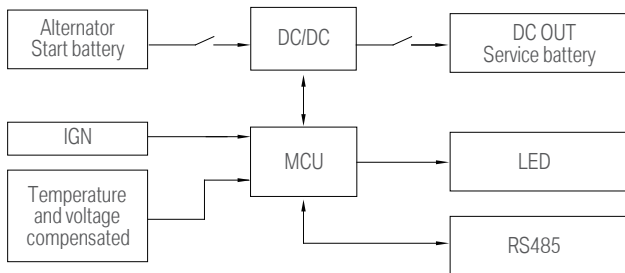 Alternator
Start battery
DC/DC
DC OUT
Service battery
IGN
MCU
LED
Temperature
and voltage
compensated
RS485